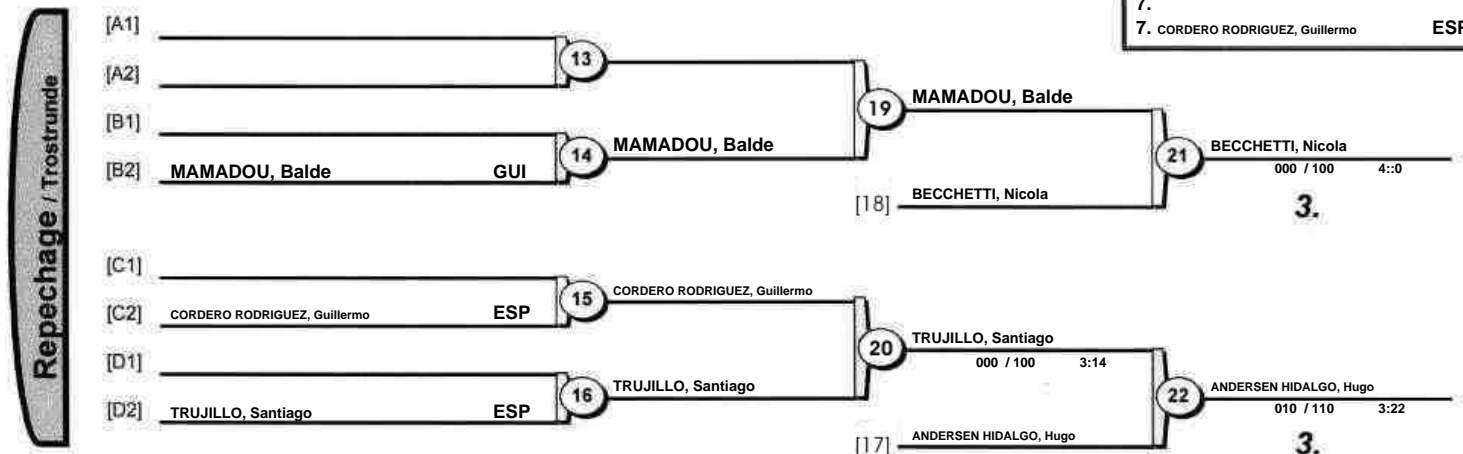 7.
7. CORDERO RODRIGUEZ, Guillermo ESP
Repechage / Trostrunde
[A1]
13
[A2]
19 MAMADOU, Balde
[B1]
14 MAMADOU, Balde
[B2] MAMADOU, Balde GUI
21 BECCHETTI, Nicola
000 / 100 4::0
[18] BECCHETTI, Nicola
3.
[C1]
15 CORDERO RODRIGUEZ, Guillermo
[C2] CORDERO RODRIGUEZ, Guillermo ESP
20 TRUJILLO, Santiago
000 / 100 3:14
[D1]
16 TRUJILLO, Santiago
[D2] TRUJILLO, Santiago ESP
22 ANDERSEN HIDALGO, Hugo
010 / 110 3:22
[17] ANDERSEN HIDALGO, Hugo
3.